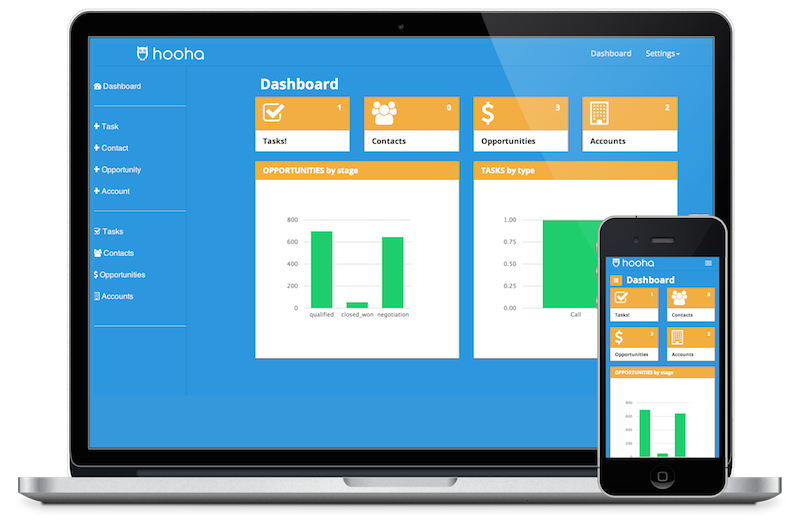 hooha
Dashboard Settings
Dashboard
Task
Contact
Opportunity
Account
Tasks
Contacts
Opportunities
Accounts
Dashboard
1
Tasks!
0
Contacts
3
Opportunities
2
Accounts
OPPORTUNITIES by stage
800
600
400
200
0
qualified closed_won negotiation
TASKS by type
1.00
0.75
0.50
0.25
0.00
Call
hooha
Dashboard
1
Tasks!
0
Contacts
Opportunities
Accounts
OPPORTUNITIES by stage
800
600
400
200
0